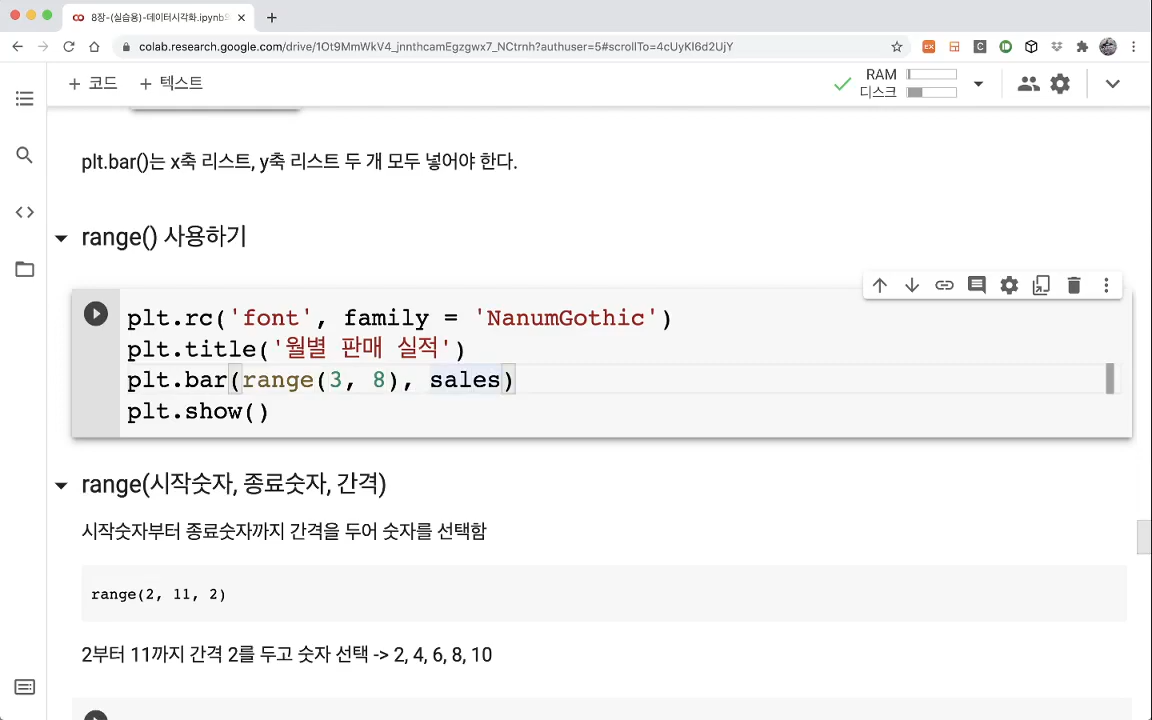 8장-(실습용)-데이터시각화.ipynb
colab.research.google.com/drive/1Ot9MmWkV4_jnnthcamEgzgwx7_NCtrnh?authuser=5#scrollTo=4cUyKl6d2UjY
+ 코드 + 텍스트
RAM
디스크
plt.bar()는 x축 리스트, y축 리스트 두 개 모두 넣어야 한다.
range() 사용하기
plt.rc('font', family = 'NanumGothic')
plt.title('월별 판매 실적')
plt.bar(range(3, 8), sales)
plt.show()
range(시작숫자, 종료숫자, 간격)
시작숫자부터 종료숫자까지 간격을 두어 숫자를 선택함
range(2, 11, 2)
2부터 11까지 간격 2를 두고 숫자 선택 -> 2, 4, 6, 8, 10